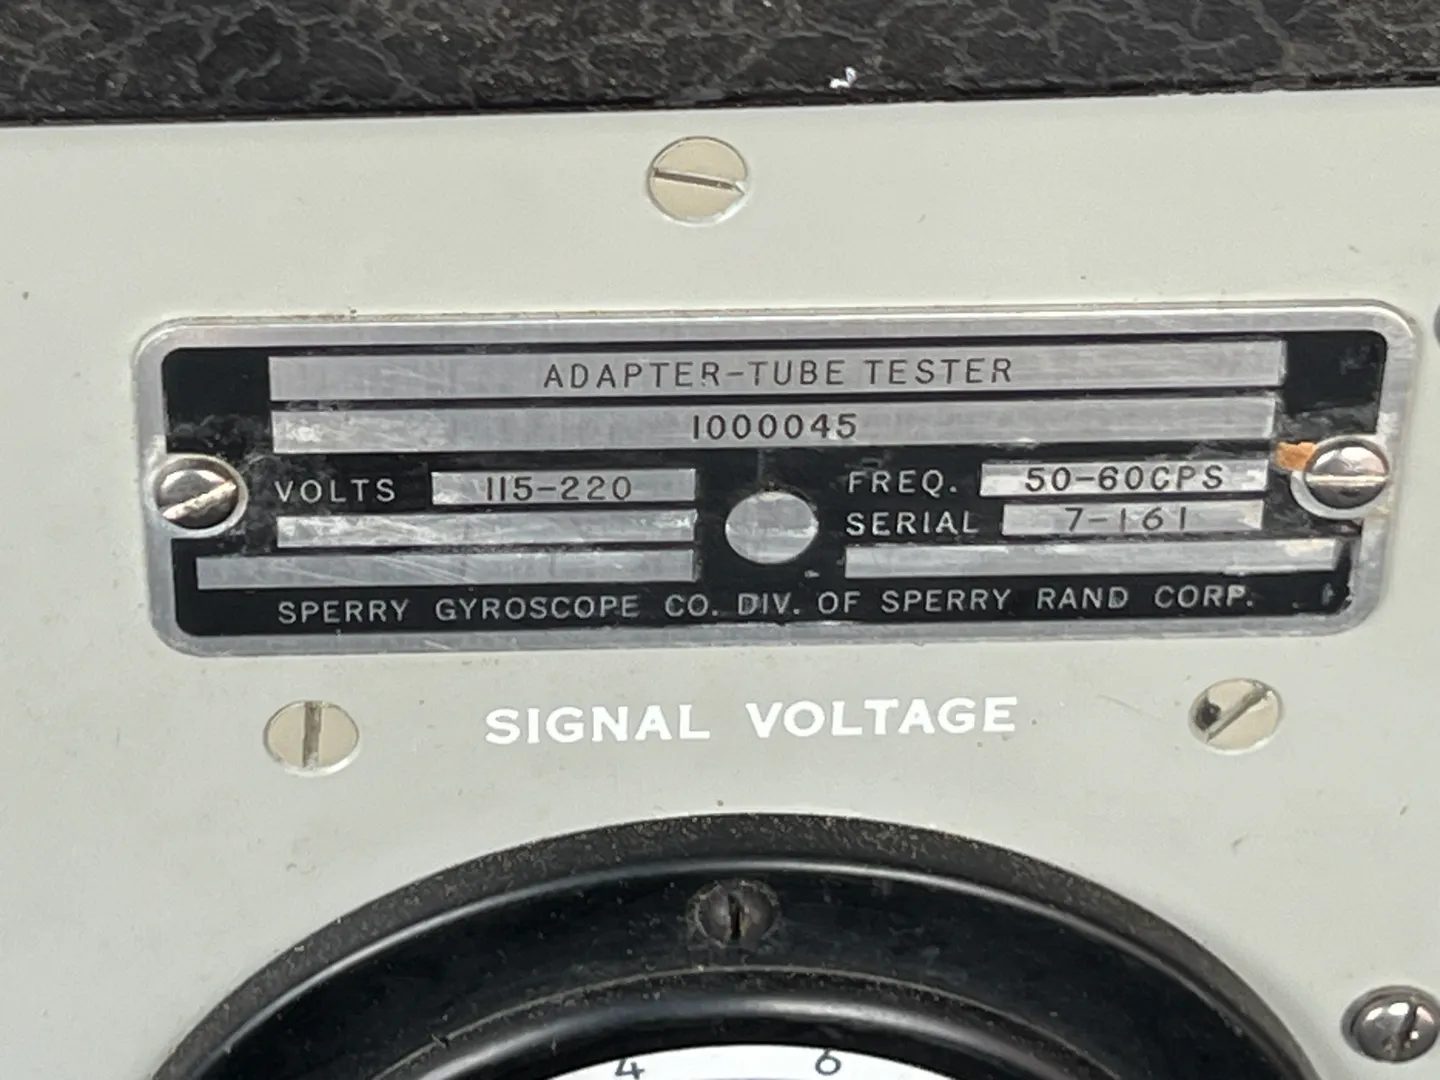 ADAPTER-TUBE TESTER
1000045
VOLTS 115-220
FREQ. 50-60CPS
SERIAL 7-161
SPERRY GYROSCOPE CO. DIV. OF SPERRY RAND CORP.
SIGNAL VOLTAGE
4 6